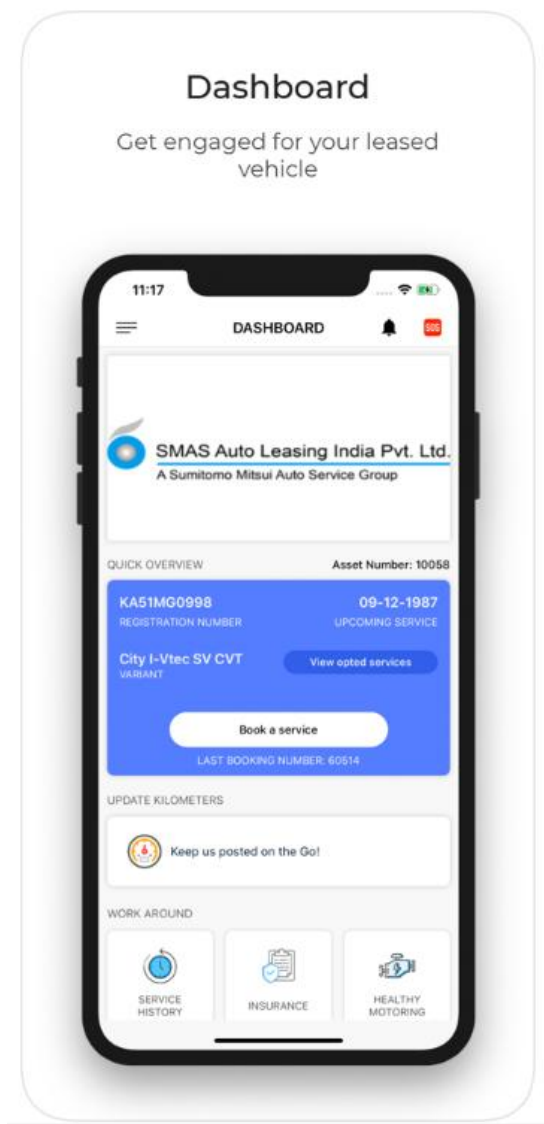 Dashboard
Get engaged for your leased
vehicle
11:17
DASHBOARD
SOS
SMAS Auto Leasing India Pvt. Ltd.
A Sumitomo Mitsui Auto Service Group
QUICK OVERVIEW Asset Number: 10058
KA51MG0998 09-12-1987
REGISTRATION NUMBER UPCOMING SERVICE
City I-Vtec SV CVT View opted services
VARIANT
Book a service
LAST BOOKING NUMBER: 60514
UPDATE KILOMETERS
Keep us posted on the Go!
WORK AROUND
SERVICE
HISTORY
INSURANCE
HEALTHY
MOTORING